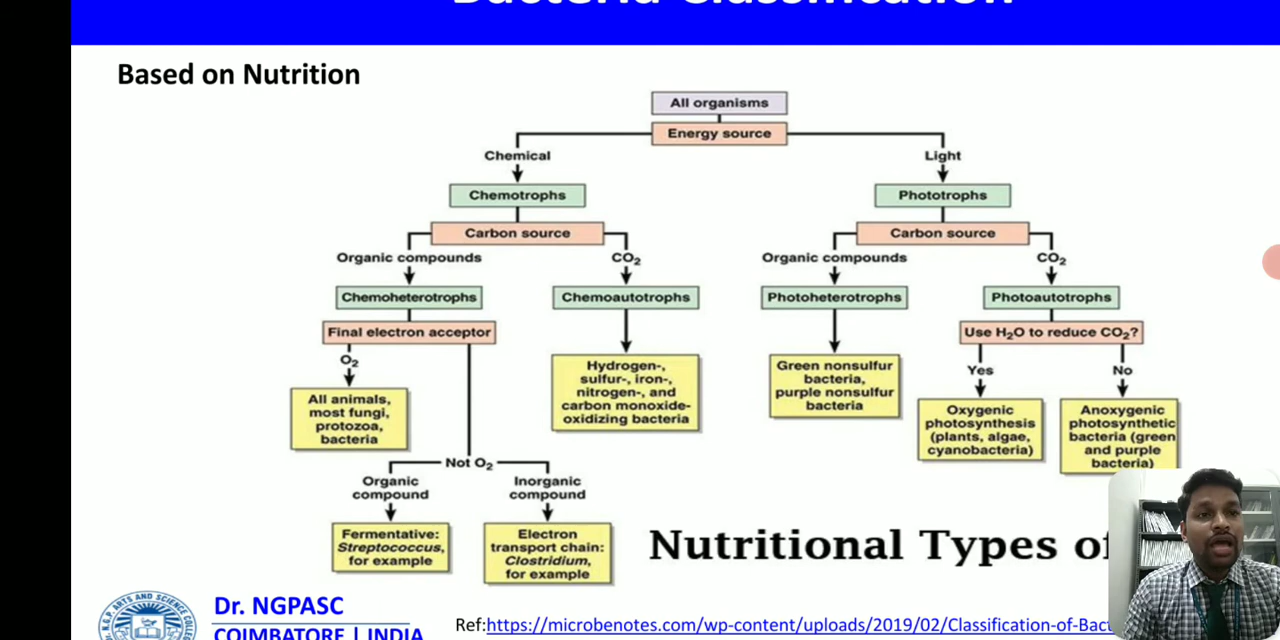 Bacteria Classification
Based on Nutrition
All organisms
Energy source
Chemical
Light
Chemotrophs
Phototrophs
Carbon source
Carbon source
Organic compounds
CO₂
Organic compounds
CO₂
Chemoheterotrophs
Chemoautotrophs
Photoheterotrophs
Photoautotrophs
Final electron acceptor
Use H₂O to reduce CO₂?
O₂
Yes
No
All animals,
most fungi,
protozoa,
bacteria
Hydrogen-,
sulfur-, iron-,
nitrogen-, and
carbon monoxide-
oxidizing bacteria
Green nonsulfur
bacteria,
purple nonsulfur
bacteria
Oxygenic
photosynthesis
(plants, algae,
cyanobacteria)
Anoxygenic
photosynthetic
bacteria (green
and purple
bacteria)
Not O₂
Organic
compound
Inorganic
compound
Fermentative:
Streptococcus,
for example
Electron
transport chain:
Clostridium,
for example
Nutritional Types of
N.G.P. ARTS AND SCIENCE
Dr. NGPASC
COIMBATORE | INDIA
Ref:https://microbenotes.com/wp-content/uploads/2019/02/Classification-of-Bact